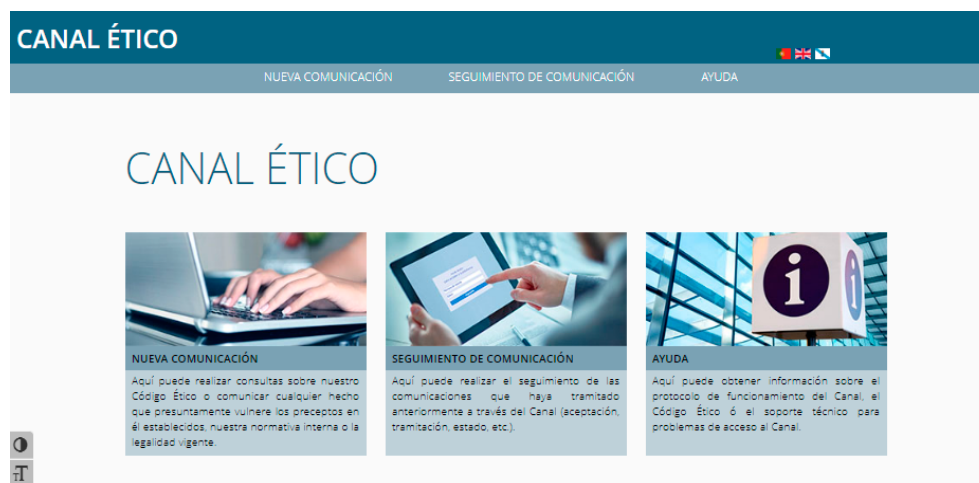 CANAL ÉTICO
NUEVA COMUNICACIÓN SEGUIMIENTO DE COMUNICACIÓN AYUDA
CANAL ÉTICO
NUEVA COMUNICACIÓN
Aquí puede realizar consultas sobre nuestro
Código Ético o comunicar cualquier hecho
que presuntamente vulnere los preceptos en
él establecidos, nuestra normativa interna o la
legalidad vigente.
SEGUIMIENTO DE COMUNICACIÓN
Aquí puede realizar el seguimiento de las
comunicaciones que haya tramitado
anteriormente a través del Canal (aceptación,
tramitación, estado, etc.).
i
i
AYUDA
Aquí puede obtener información sobre el
protocolo de funcionamiento del Canal, el
Código Ético ó el soporte técnico para
problemas de acceso al Canal.
TT